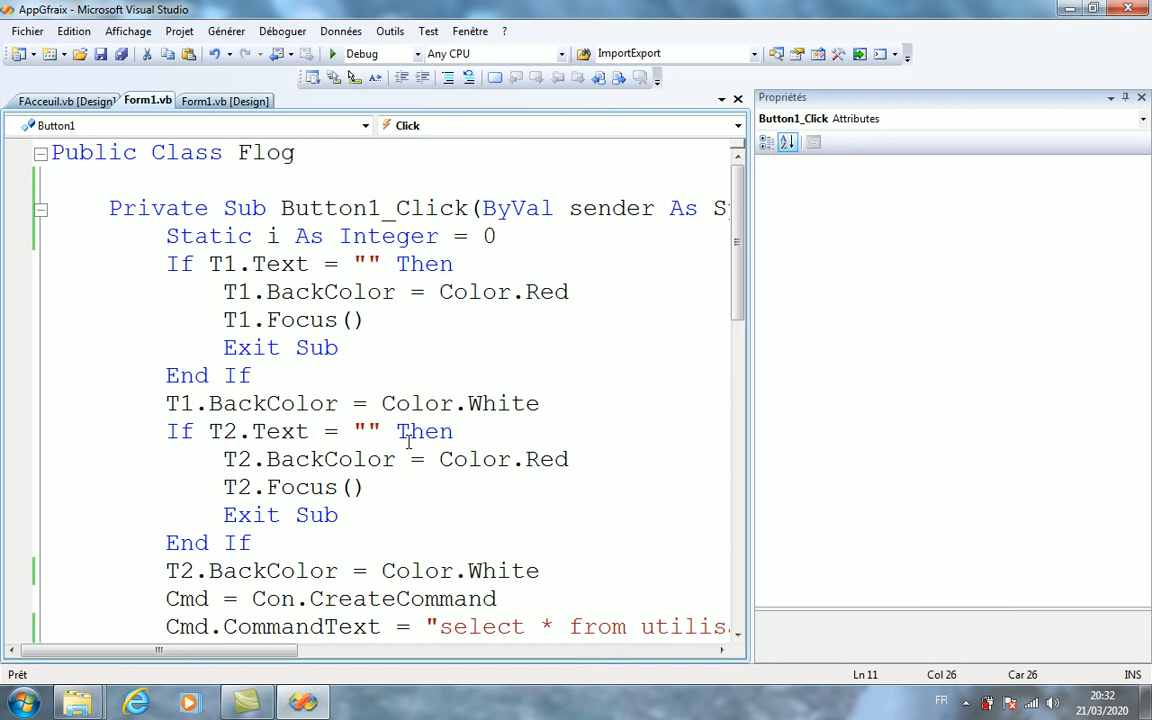 AppGfraix - Microsoft Visual Studio
Fichier Edition Affichage Projet Générer Déboguer Données Outils Test Fenêtre ?
Debug Any CPU ImportExport
FAcceuil.vb [Design] Form1.vb Form1.vb [Design]
Propriétés
Button1 Click
Button1_Click Attributes
Public Class Flog
Private Sub Button1_Click(ByVal sender As Sy
Static i As Integer = 0
If T1.Text = "" Then
T1.BackColor = Color.Red
T1.Focus()
Exit Sub
End If
T1.BackColor = Color.White
If T2.Text = "" Then
T2.BackColor = Color.Red
T2.Focus()
Exit Sub
End If
T2.BackColor = Color.White
Cmd = Con.CreateCommand
Cmd.CommandText = "select * from utilisa
Prêt Ln 11 Col 26 Car 26 INS
FR 20:32
21/03/2020